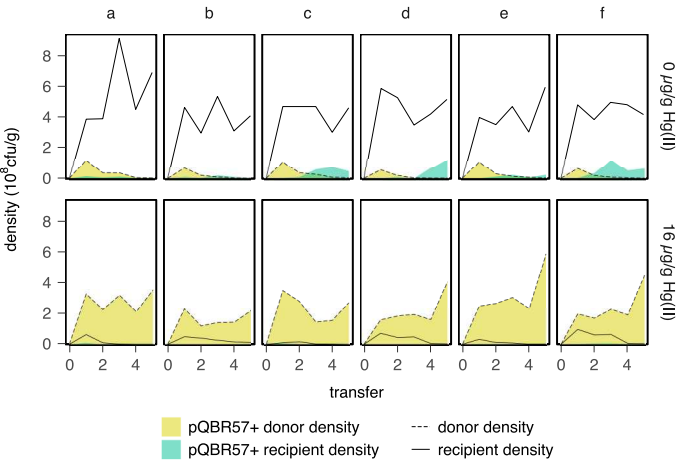 a b c d e f
8
6
4
2
0
0 µg/g Hg(II)
density (10⁸cfu/g)
8
6
4
2
0
16 µg/g Hg(II)
0 2 4 0 2 4 0 2 4 0 2 4 0 2 4 0 2 4
transfer
pQBR57+ donor density donor density
pQBR57+ recipient density recipient density